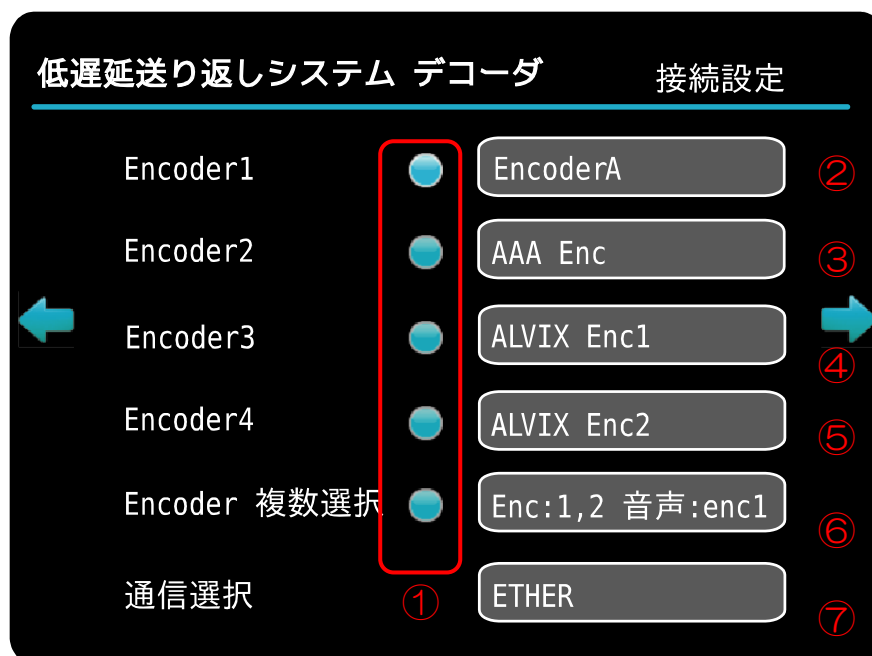 低遅延送り返しシステム デコーダ 接続設定
Encoder1 EncoderA ②
Encoder2 AAA Enc ③
Encoder3 ALVIX Enc1 ④
Encoder4 ALVIX Enc2 ⑤
Encoder 複数選択 Enc:1,2 音声:enc1 ⑥
通信選択 ① ETHER ⑦